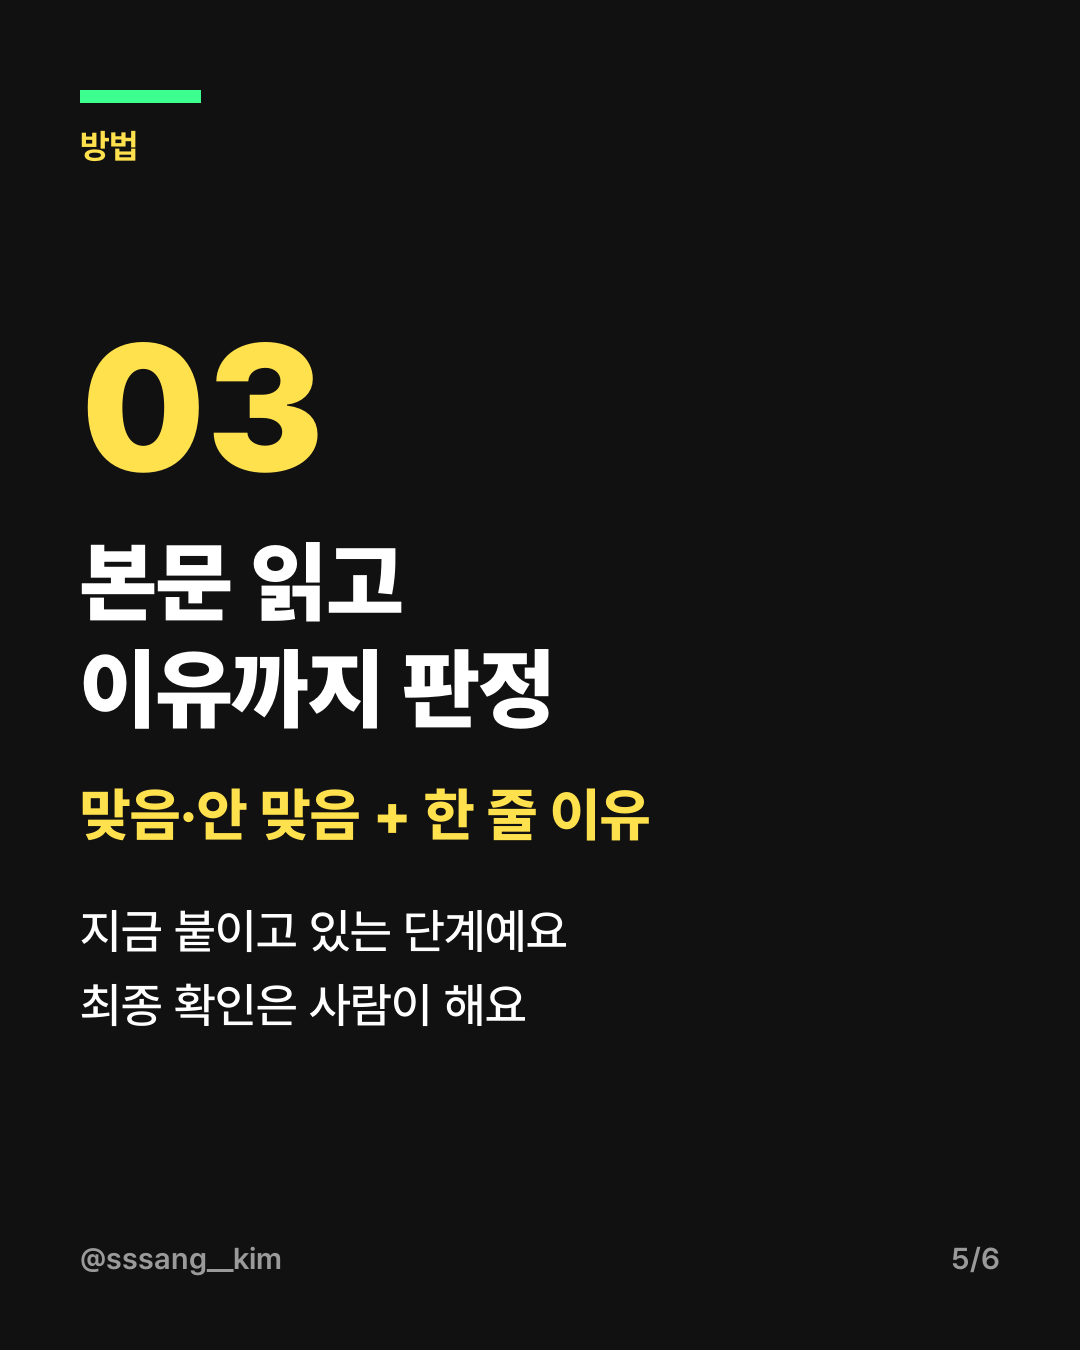 방법
03
본문 읽고
이유까지 판정
맞음·안 맞음 + 한 줄 이유
지금 붙이고 있는 단계예요
최종 확인은 사람이 해요
@sssang__kim
5/6